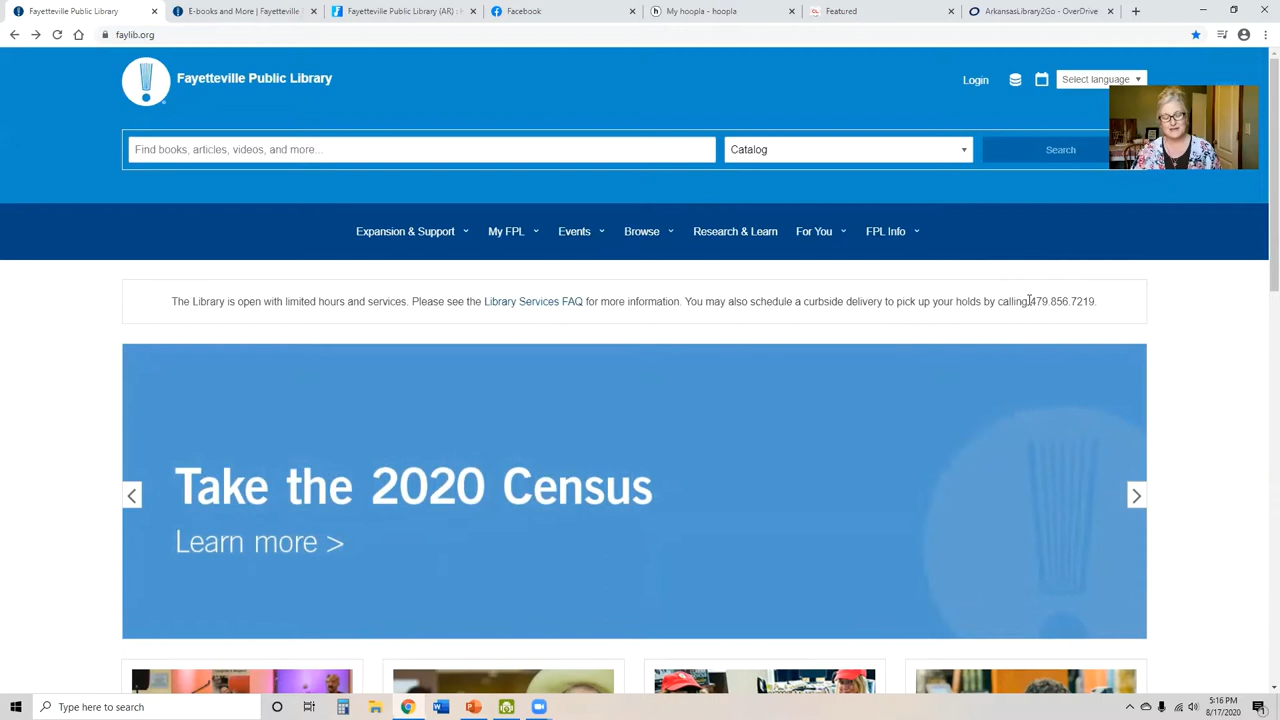 Fayetteville Public Library
E-books and More | Fayetteville
Fayetteville Public Library (AR) :
Facebook
My hoopla - hoopla
Featured
ArkansasLibrary2Go - OverDrive
faylib.org
Fayetteville Public Library
Login
Select language
Find books, articles, videos, and more...
Catalog
Search
Expansion & Support
My FPL
Events
Browse
Research & Learn
For You
FPL Info
The Library is open with limited hours and services. Please see the Library Services FAQ for more information. You may also schedule a curbside delivery to pick up your holds by calling 479.856.7219.
Take the 2020 Census
Learn more >
Type here to search
5:16 PM
8/17/2020